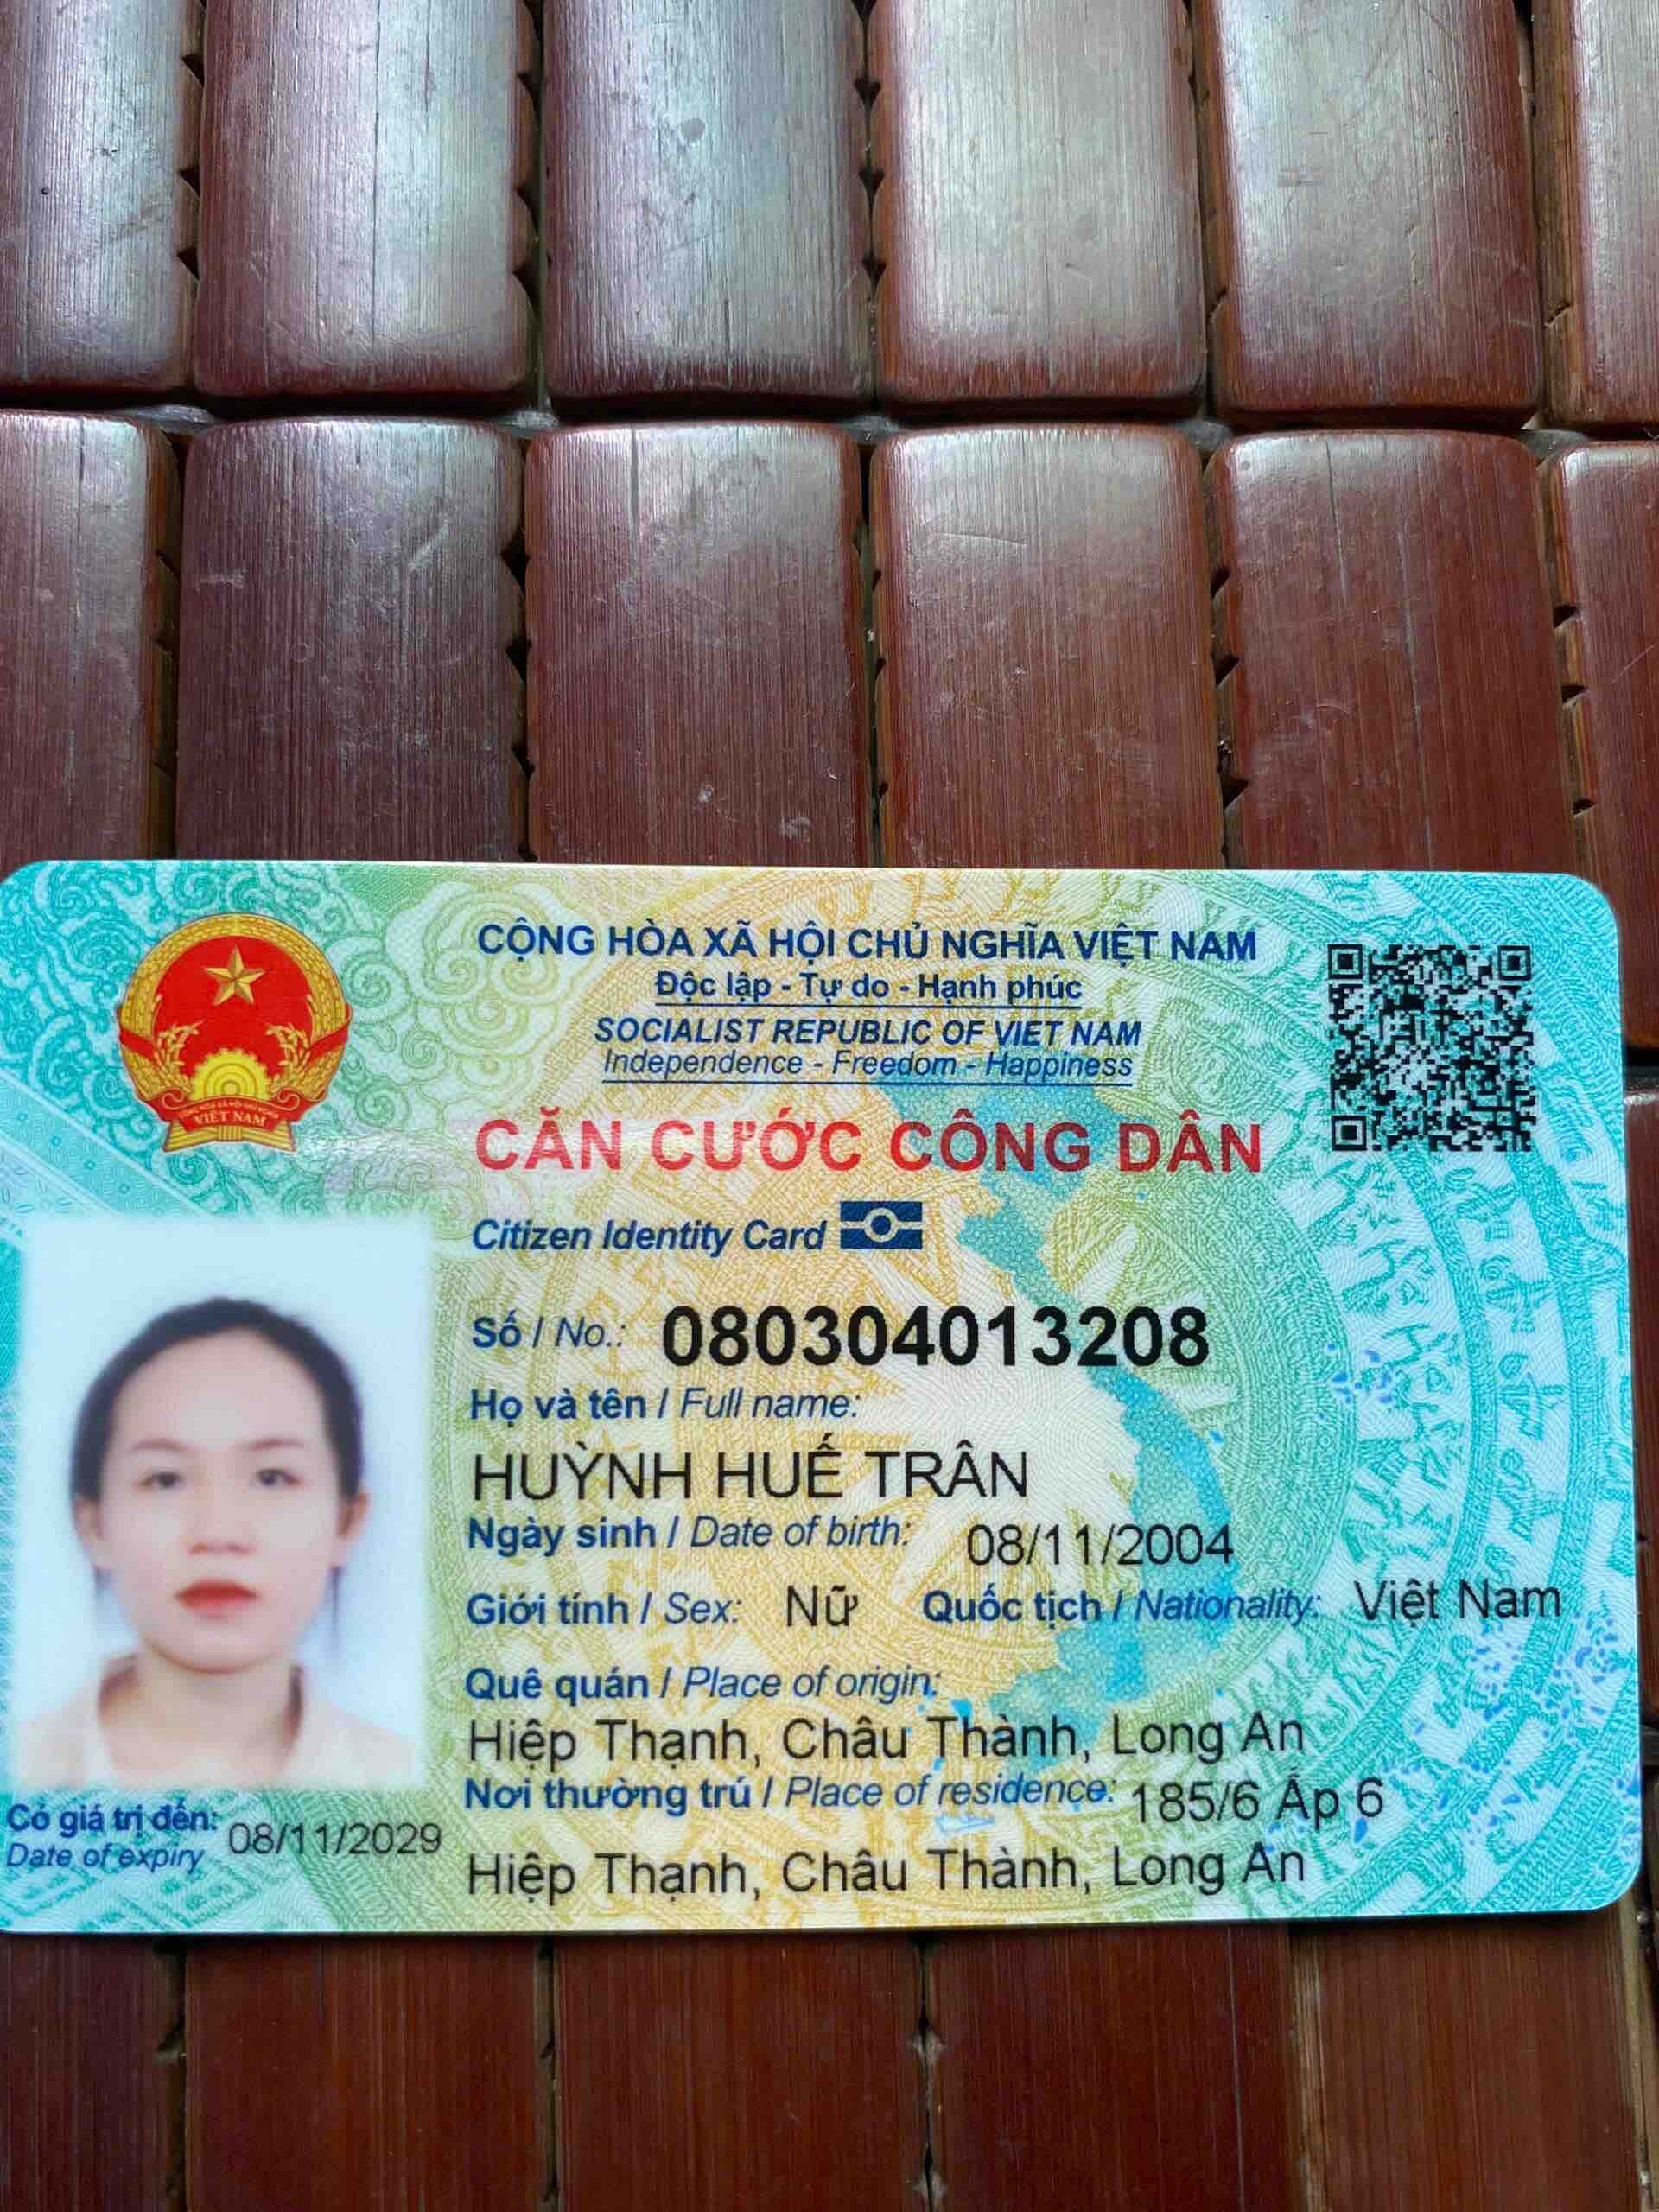 CỘNG HÒA XÃ HỘI CHỦ NGHĨA VIỆT NAM
Độc lập - Tự do - Hạnh phúc
SOCIALIST REPUBLIC OF VIET NAM
Independence - Freedom - Happiness
VIỆT NAM
CĂN CƯỚC CÔNG DÂN
Citizen Identity Card
Số / No.: 080304013208
Họ và tên / Full name:
HUỲNH HUẾ TRÂN
Ngày sinh / Date of birth: 08/11/2004
Giới tính / Sex: Nữ Quốc tịch / Nationality: Việt Nam
Quê quán / Place of origin:
Hiệp Thạnh, Châu Thành, Long An
Nơi thường trú / Place of residence: 185/6 Ấp 6
Hiệp Thạnh, Châu Thành, Long An
Có giá trị đến: 08/11/2029
Date of expiry